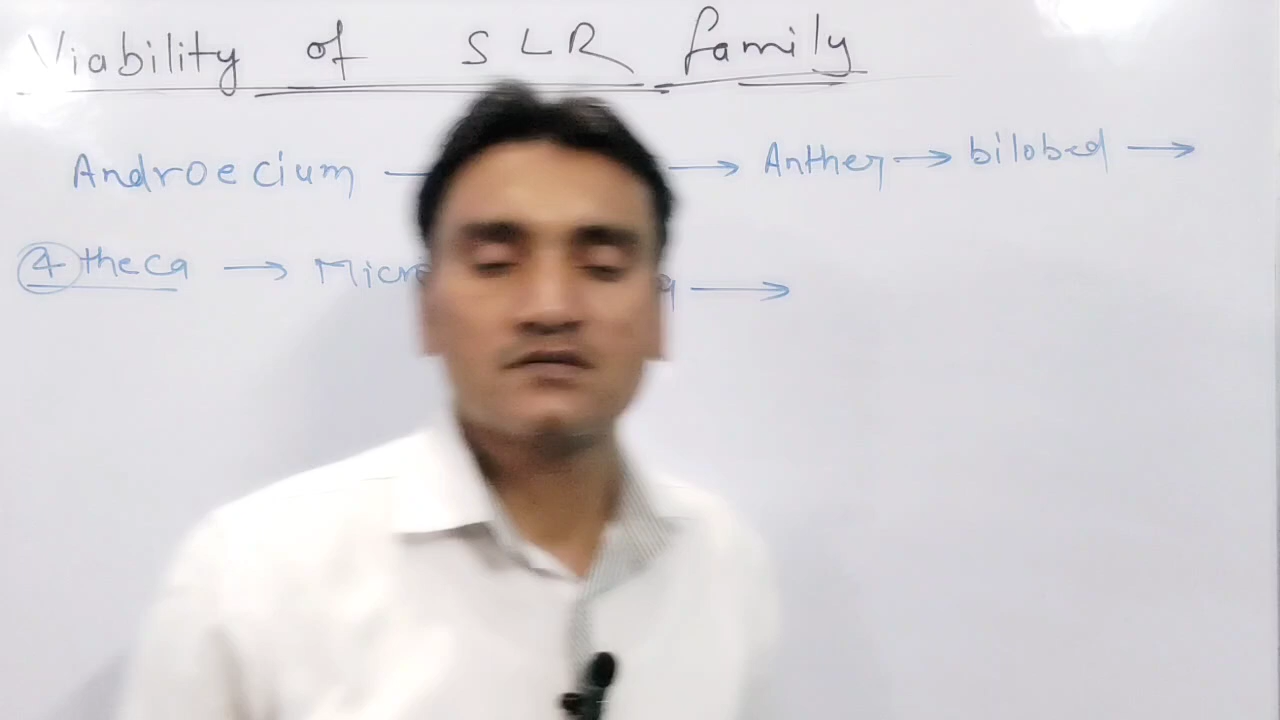 Viability of SLR family
Androecium → Anther → bilobed →
4 theca → Micr →